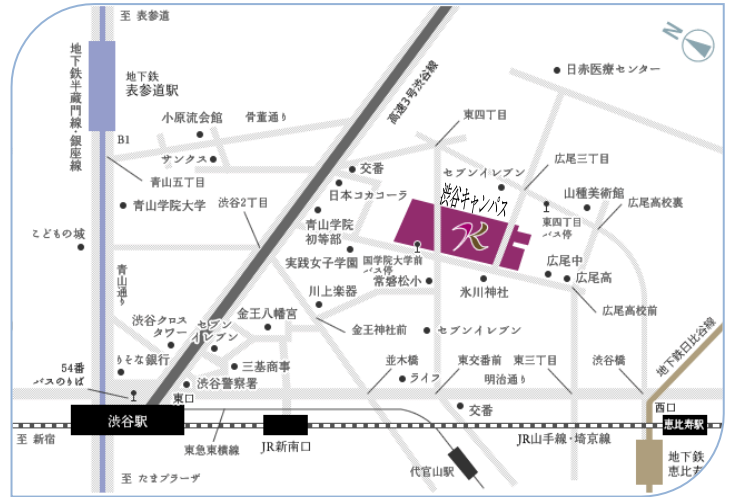 至 表参道
N
地下鉄半蔵門線・銀座線
地下鉄
表参道駅
高速3号渋谷線
日赤医療センター
小原流会館
骨董通り
東四丁目
B1
サンクス
交番
広尾三丁目
青山五丁目
セブンイレブン
日本コカコーラ
渋谷キャンパス
山種美術館
青山学院大学
渋谷2丁目
広尾高校裏
青山学院
初等部
東四丁目
バス停
こどもの城
実践女子学園
国学院大学前
バス停
広尾中
青山通り
常磐松小
氷川神社
広尾高
川上楽器
広尾高校前
渋谷クロス
タワー
セブン
イレブン
金王八幡宮
金王神社前
セブンイレブン
地下鉄日比谷線
りそな銀行
三基商事
並木橋
東交番前
東三丁目
渋谷橋
54番
バスのりば
渋谷警察署
ライフ
明治通り
東口
交番
西口
渋谷駅
恵比寿駅
至 新宿
東急東横線
JR新南口
JR山手線・埼京線
代官山駅
地下鉄
至 たまプラーザ